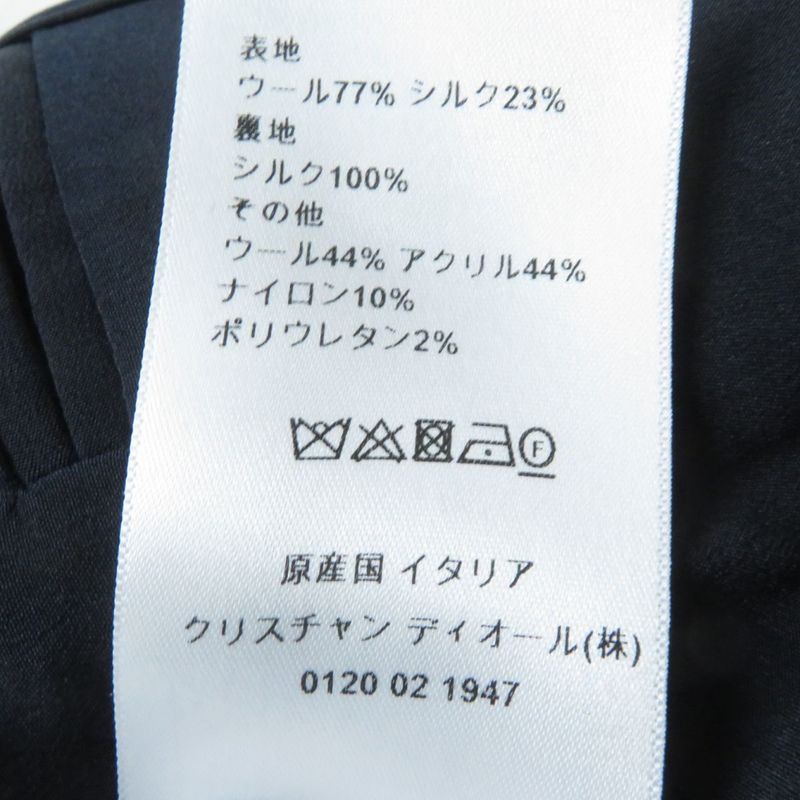 表地
ウール77% シルク23%
裏地
シルク100%
その他
ウール44% アクリル44%
ナイロン10%
ポリウレタン2%
F
原産国 イタリア
クリスチャン ディオール(株)
0120 02 1947